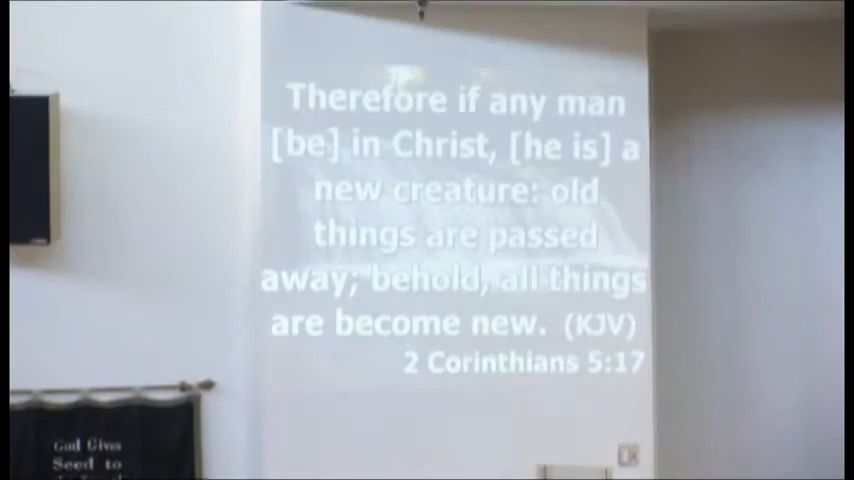 Therefore if any man
[be] in Christ, [he is] a
new creature: old
things are passed
away; behold, all things
are become new. (KJV)
2 Corinthians 5:17
God Gives
Seed to